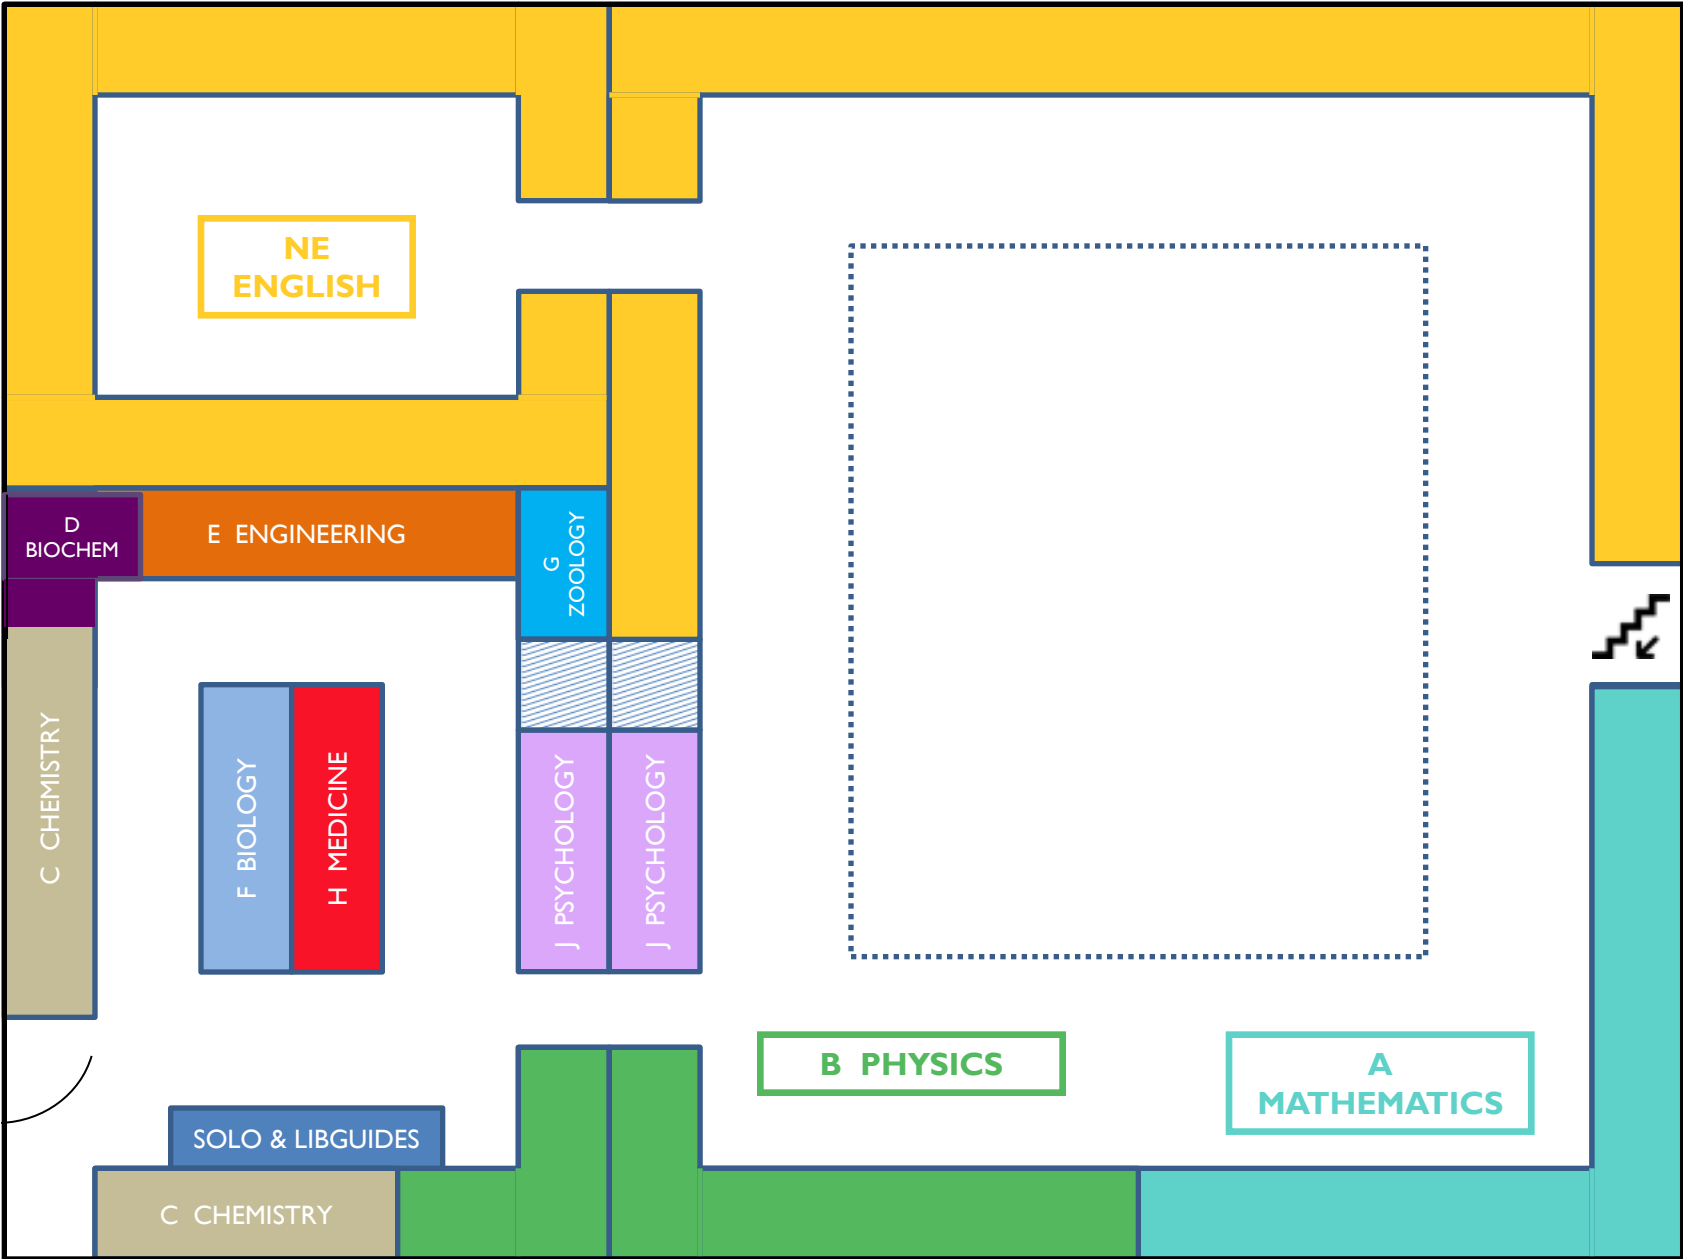 NE
ENGLISH
D
BIOCHEM
E ENGINEERING
G
ZOOLOGY
C CHEMISTRY
F BIOLOGY
H MEDICINE
J PSYCHOLOGY
J PSYCHOLOGY
B PHYSICS
A
MATHEMATICS
SOLO & LIBGUIDES
C CHEMISTRY